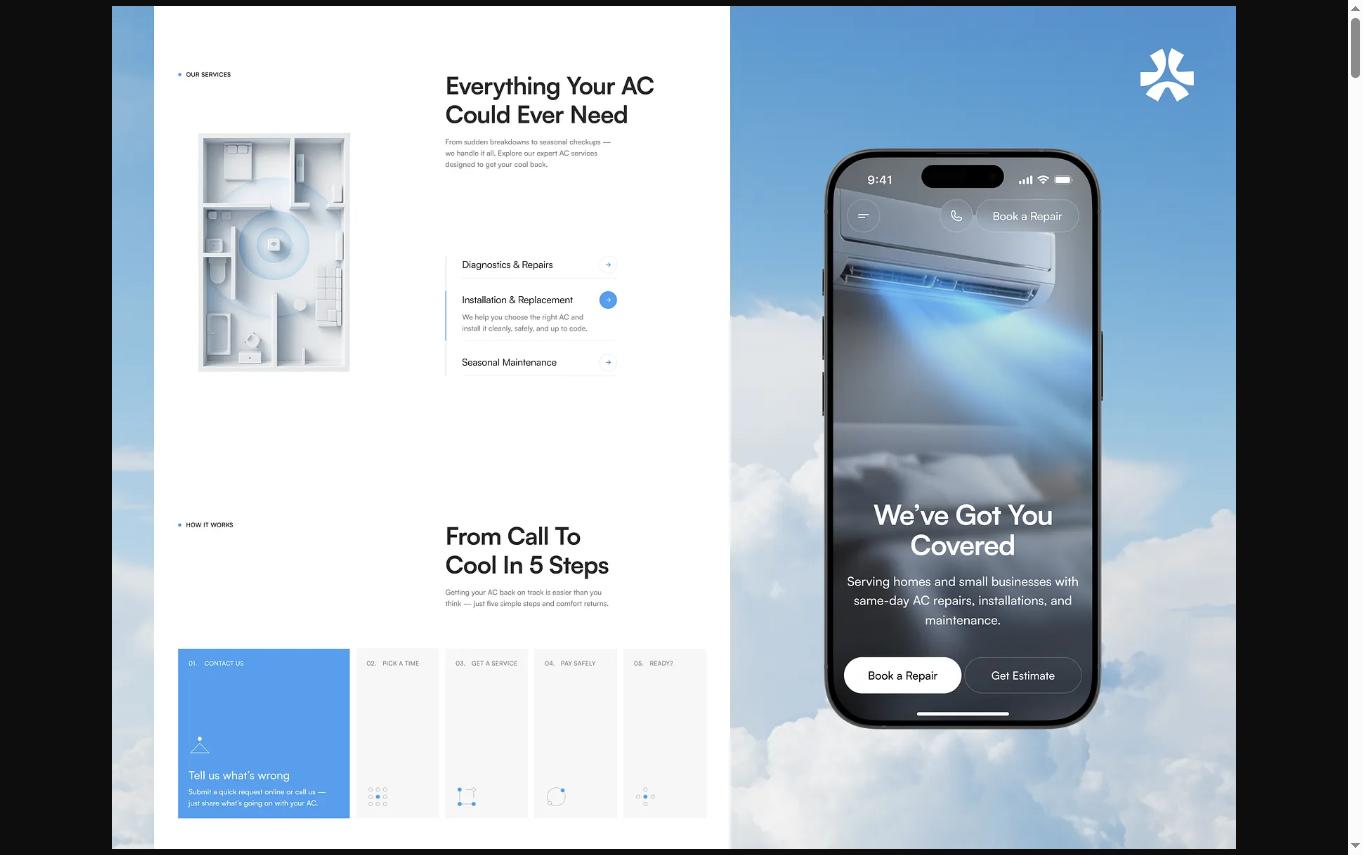 OUR SERVICES
Everything Your AC
Could Ever Need
From sudden breakdowns to seasonal checkups —
we handle it all. Explore our expert AC services
designed to get your cool back.
Diagnostics & Repairs
Installation & Replacement
We help you choose the right AC and
install it cleanly, safely, and up to code.
Seasonal Maintenance
HOW IT WORKS
From Call To
Cool In 5 Steps
Getting your AC back on track is easier than you
think — just five simple steps and comfort returns.
01. CONTACT US
Tell us what's wrong
Submit a quick request online or call us —
just share what's going on with your AC.
02. PICK A TIME
03. GET A SERVICE
04. PAY SAFELY
05. READY?
9:41
Book a Repair
We've Got You
Covered
Serving homes and small businesses with
same-day AC repairs, installations, and
maintenance.
Book a Repair
Get Estimate